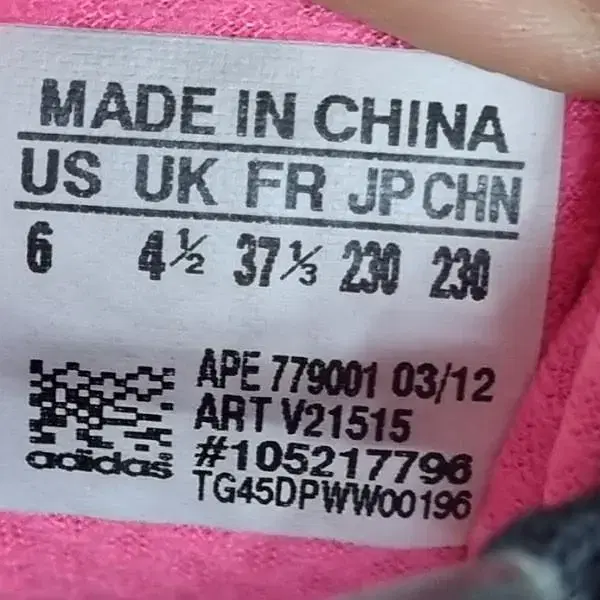 MADE IN CHINA
US UK FR JP CHN
6 4½ 37⅓ 230 230
APE 779001 03/12
ART V21515
#105217796
adidas
TG45DPWW00196